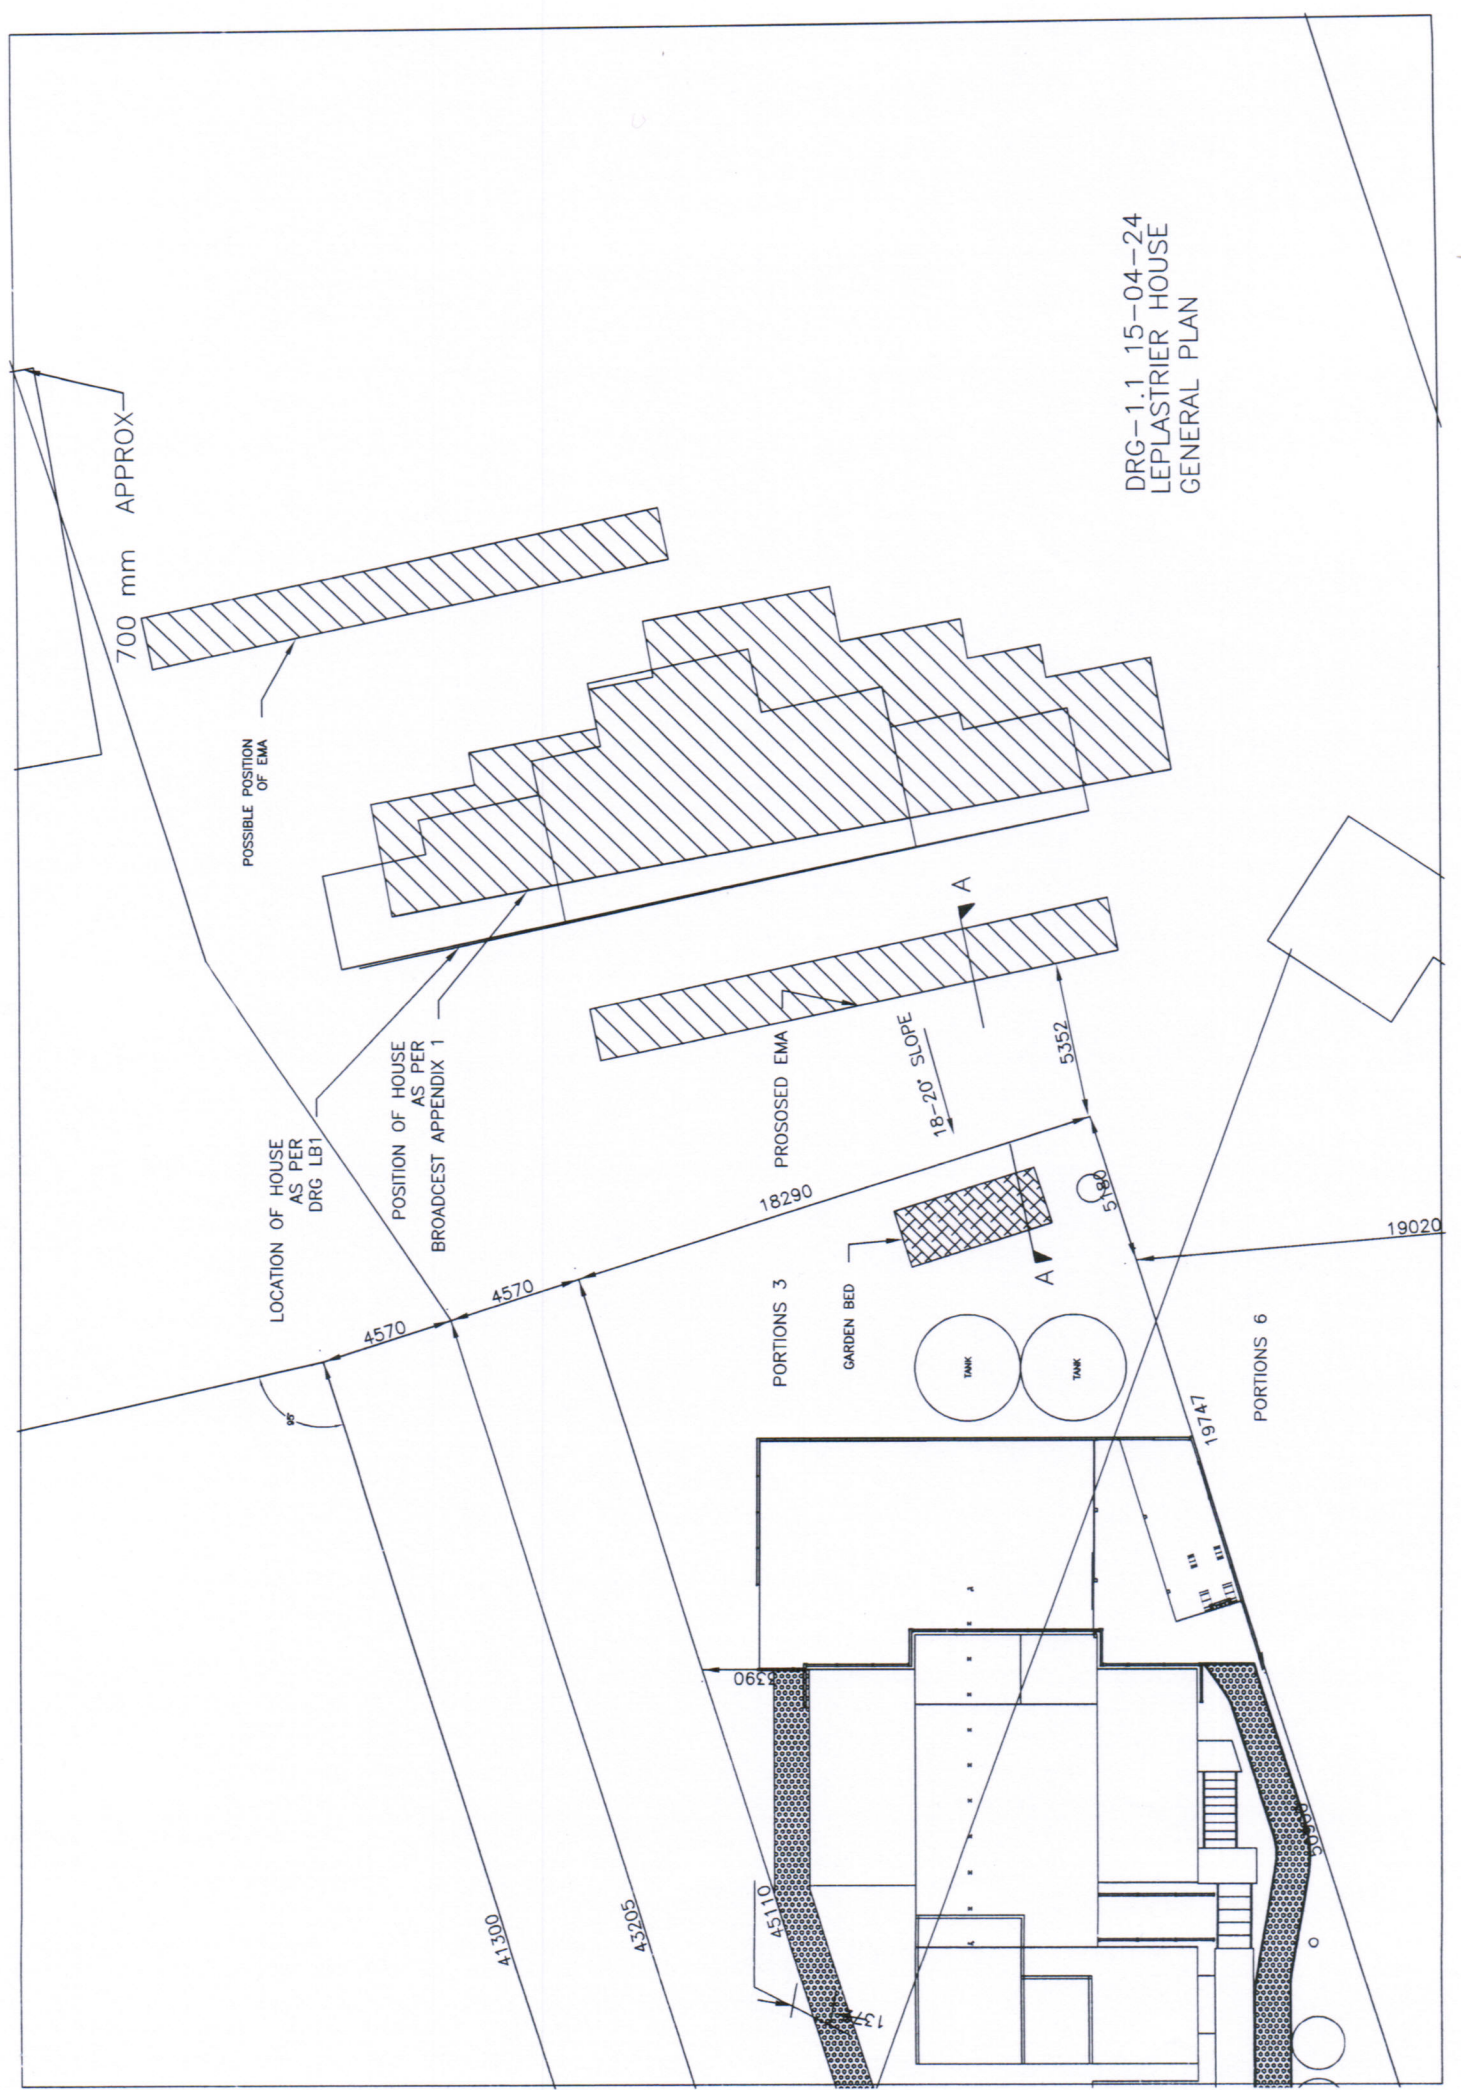 700 mm APPROX
DRG-1.1 15-04-24
LEPLASTRIER HOUSE
GENERAL PLAN
POSSIBLE POSITION
OF EMA
LOCATION OF HOUSE
AS PER
DRG LB1
POSITION OF HOUSE
AS PER
BROADCEST APPENDIX 1
PROSOSED EMA
18-20° SLOPE
A
5352
18290
5180
19020
4570
4570
95°
PORTIONS 3
GARDEN BED
A
TANK
TANK
PORTIONS 6
19747
41300
43205
45110